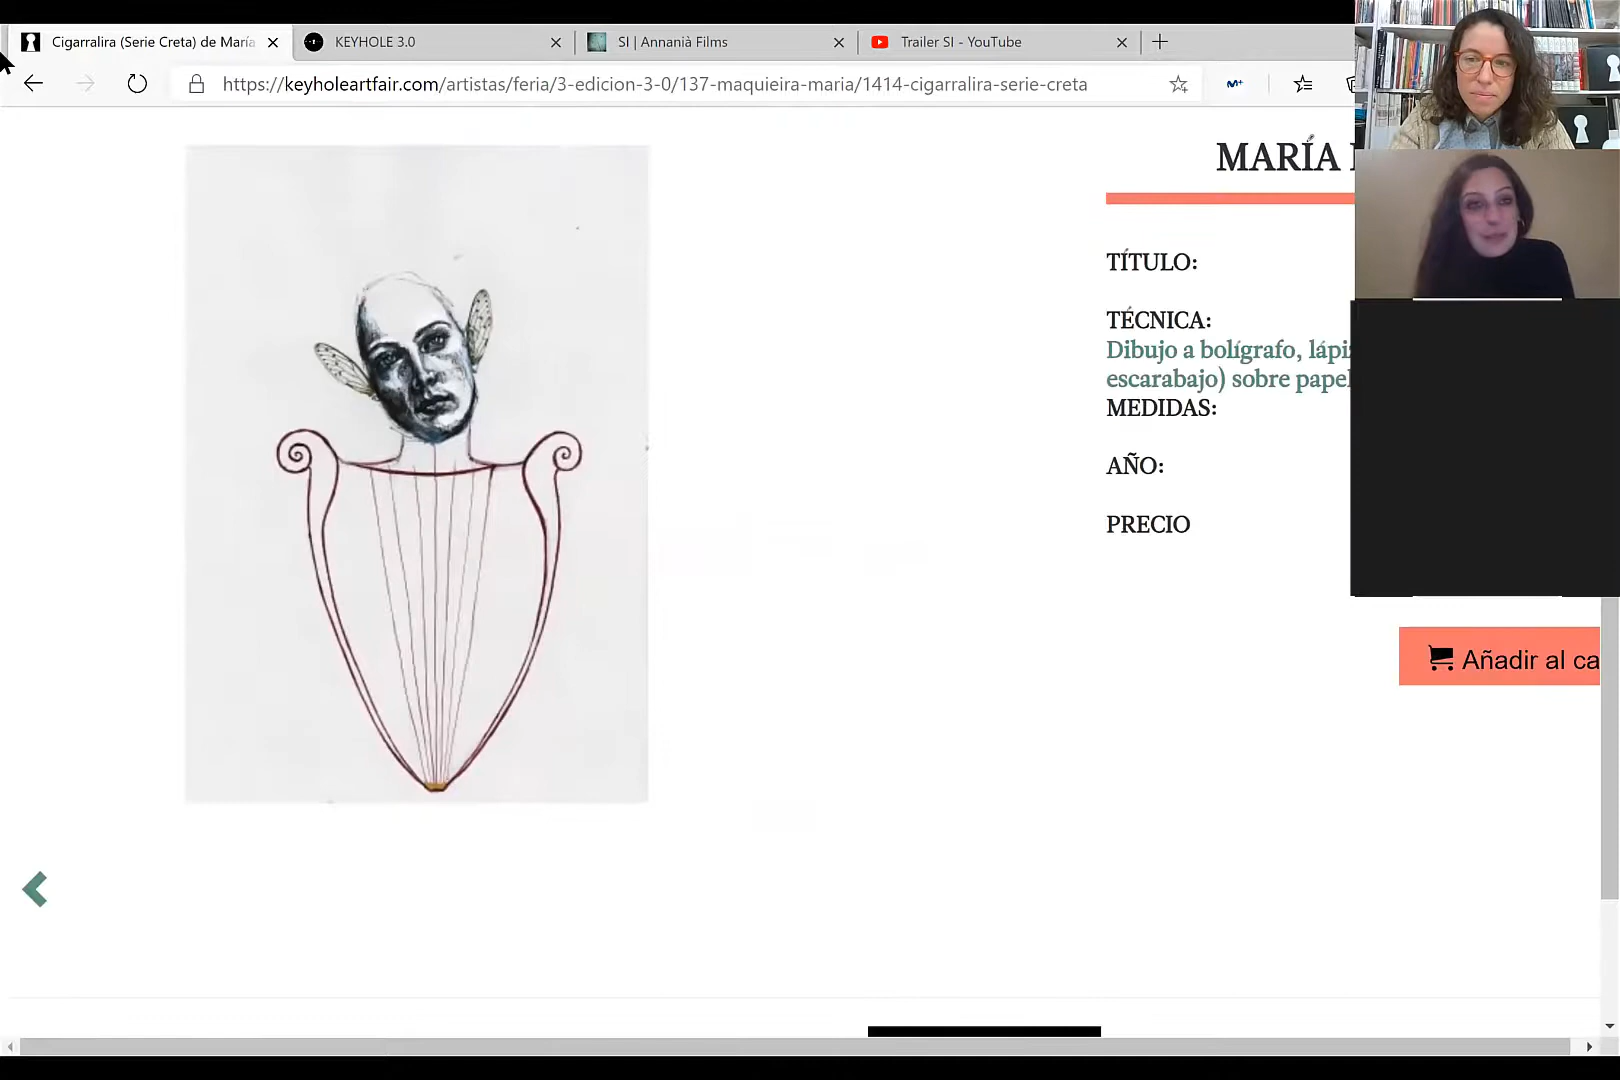 Cigarralira (Serie Creta) de María
KEYHOLE 3.0
SI | Annanià Films
Trailer SI - YouTube
https://keyholeartfair.com/artistas/feria/3-edicion-3-0/137-maquieira-maria/1414-cigarralira-serie-creta
M+
MARÍA
TÍTULO:
TÉCNICA:
Dibujo a bolígrafo, lápi
escarabajo) sobre papel
MEDIDAS:
AÑO:
PRECIO
Añadir al ca